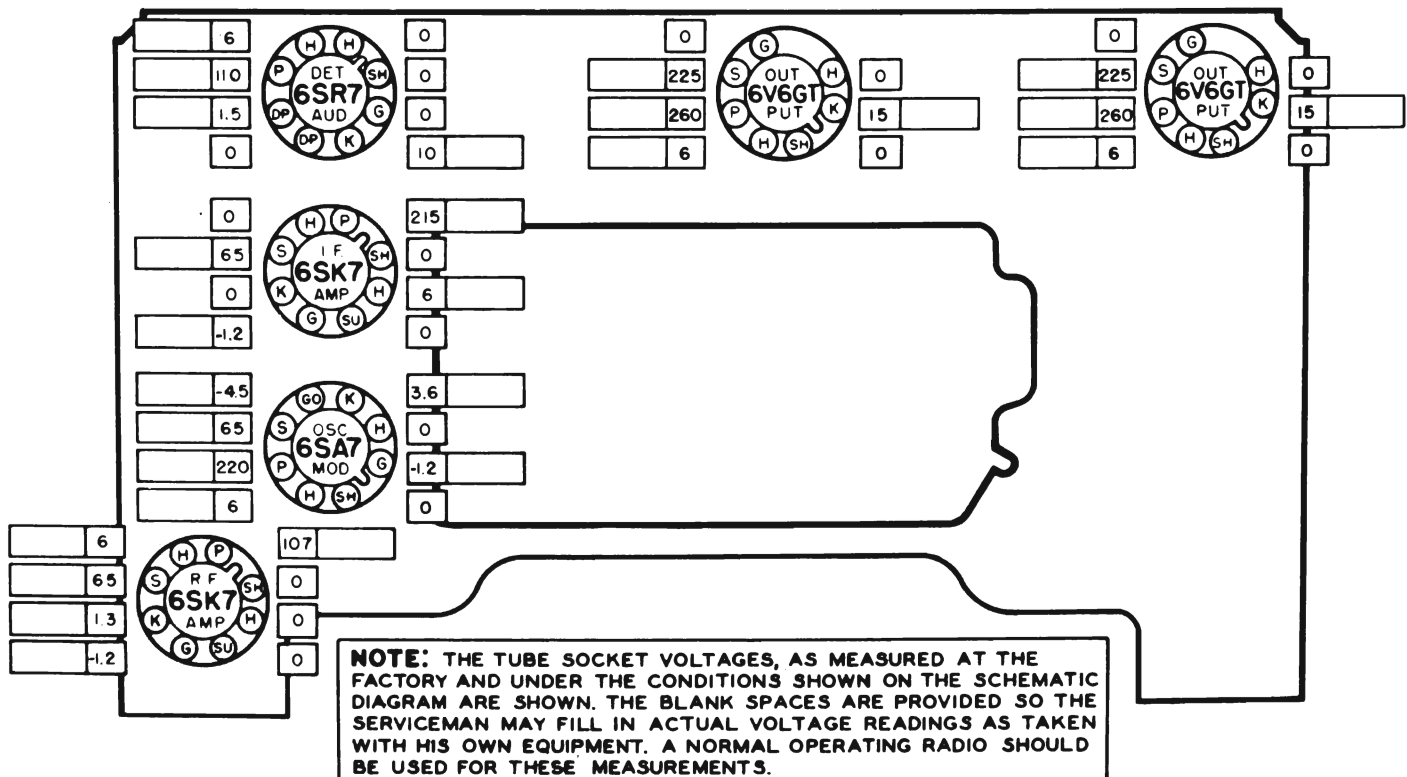 6 H H 0
110 P DET SH 0
6SR7
1.5 DP AUD G 0
0 DP K 10
0 G
225 S OUT H 0
6V6GT
260 P PUT K 15
6 H SH 0
0 G
225 S OUT H 0
6V6GT
260 P PUT K 15
6 H SH 0
0 H P 215
65 S I F SH 0
6SK7
0 K AMP H 6
-1.2 G SU 0
-4.5 GO K 3.6
65 S OSC H 0
6SA7
220 P MOD G -1.2
6 H SH 0
6 H P 107
65 S R F SH 0
6SK7
1.3 K AMP H 0
-1.2 G SU 0
NOTE: THE TUBE SOCKET VOLTAGES, AS MEASURED AT THE
FACTORY AND UNDER THE CONDITIONS SHOWN ON THE SCHEMATIC
DIAGRAM ARE SHOWN. THE BLANK SPACES ARE PROVIDED SO THE
SERVICEMAN MAY FILL IN ACTUAL VOLTAGE READINGS AS TAKEN
WITH HIS OWN EQUIPMENT. A NORMAL OPERATING RADIO SHOULD
BE USED FOR THESE MEASUREMENTS.